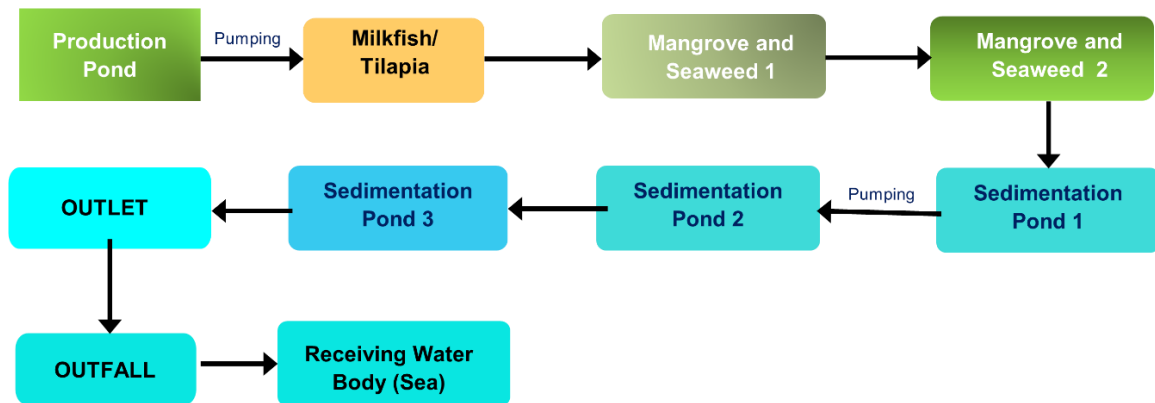 Production
Pond
Pumping
Milkfish/
Tilapia
Mangrove and
Seaweed 1
Mangrove and
Seaweed 2
OUTLET
Sedimentation
Pond 3
Sedimentation
Pond 2
Pumping
Sedimentation
Pond 1
OUTFALL
Receiving Water
Body (Sea)